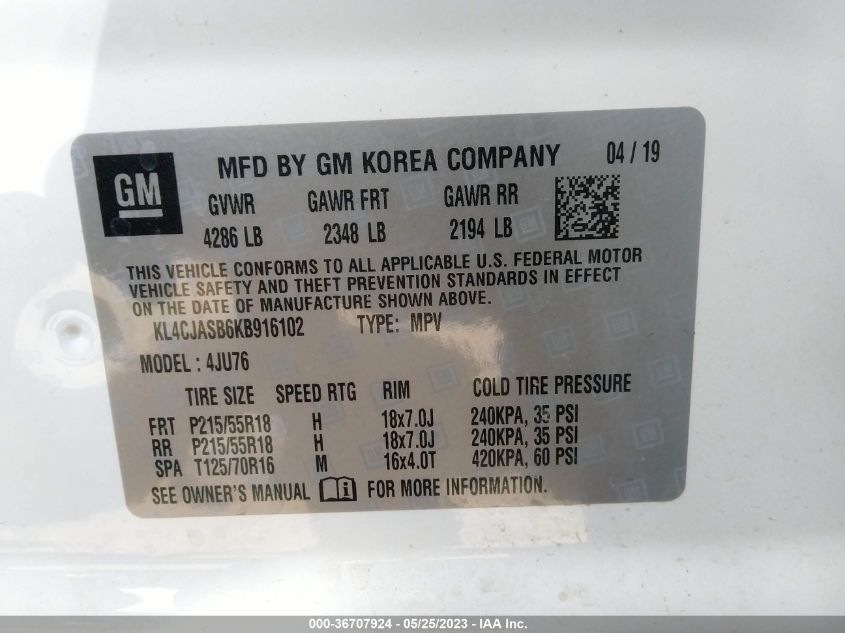 GM
MFD BY GM KOREA COMPANY 04 / 19
GVWR GAWR FRT GAWR RR
4286 LB 2348 LB 2194 LB
THIS VEHICLE CONFORMS TO ALL APPLICABLE U.S. FEDERAL MOTOR
VEHICLE SAFETY AND THEFT PREVENTION STANDARDS IN EFFECT
ON THE DATE OF MANUFACTURE SHOWN ABOVE.
KL4CJASB6KB916102 TYPE: MPV
MODEL : 4JU76
TIRE SIZE SPEED RTG RIM COLD TIRE PRESSURE
FRT P215/55R18 H 18x7.0J 240KPA, 35 PSI
RR P215/55R18 H 18x7.0J 240KPA, 35 PSI
SPA T125/70R16 M 16x4.0T 420KPA, 60 PSI
SEE OWNER'S MANUAL i FOR MORE INFORMATION.
000-36707924 - 05/25/2023 - IAA Inc.